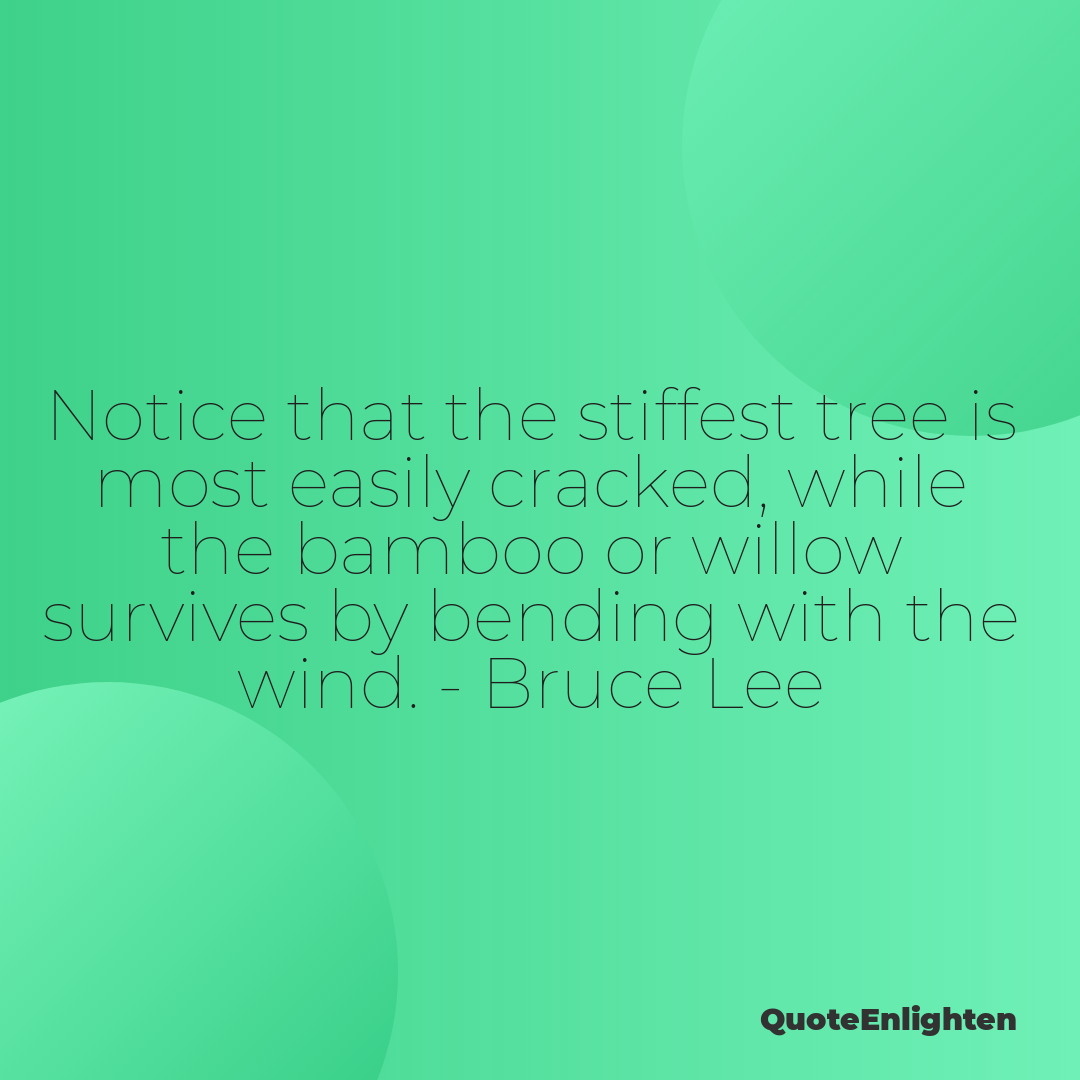 Notice that the stiffest tree is
most easily cracked, while
the bamboo or willow
survives by bending with the
wind. - Bruce Lee
QuoteEnlighten